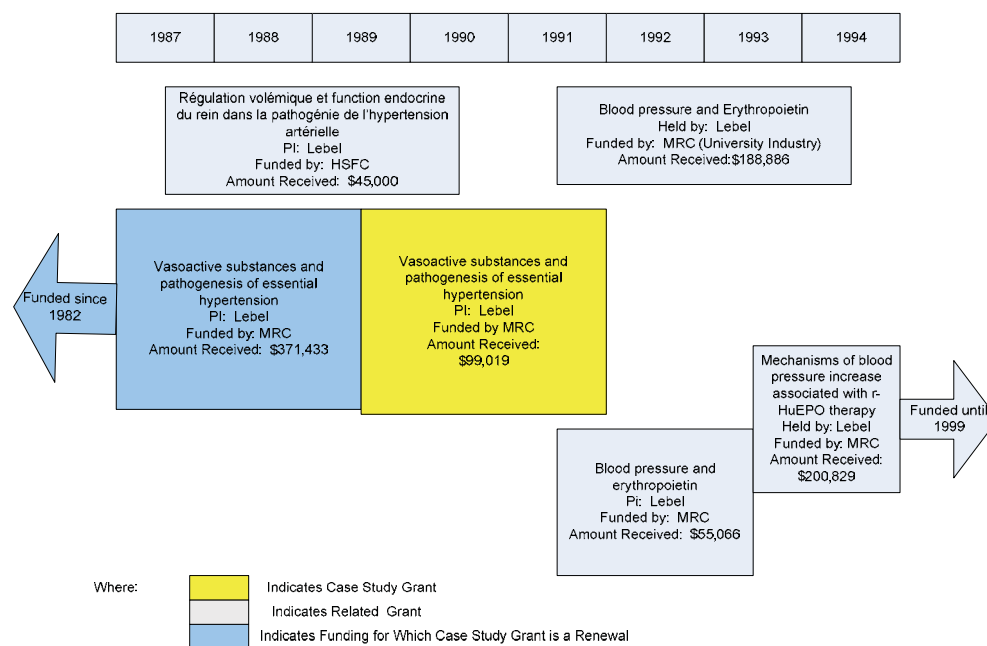 1987 1988 1989 1990 1991 1992 1993 1994
Régulation volémique et function endocrine
du rein dans la pathogénie de l'hypertension
artérielle
PI: Lebel
Funded by: HSFC
Amount Received: $45,000
Blood pressure and Erythropoietin
Held by: Lebel
Funded by: MRC (University Industry)
Amount Received:$188,886
Funded since
1982
Vasoactive substances and
pathogenesis of essential
hypertension
PI: Lebel
Funded by: MRC
Amount Received: $371,433
Vasoactive substances and
pathogenesis of essential
hypertension
PI: Lebel
Funded by MRC
Amount Received:
$99,019
Mechanisms of blood
pressure increase
associated with r-
HuEPO therapy
Held by: Lebel
Funded by: MRC
Amount Received:
$200,829
Funded until
1999
Blood pressure and
erythropoietin
Pi: Lebel
Funded by: MRC
Amount Received: $55,066
Where:
Indicates Case Study Grant
Indicates Related Grant
Indicates Funding for Which Case Study Grant is a Renewal